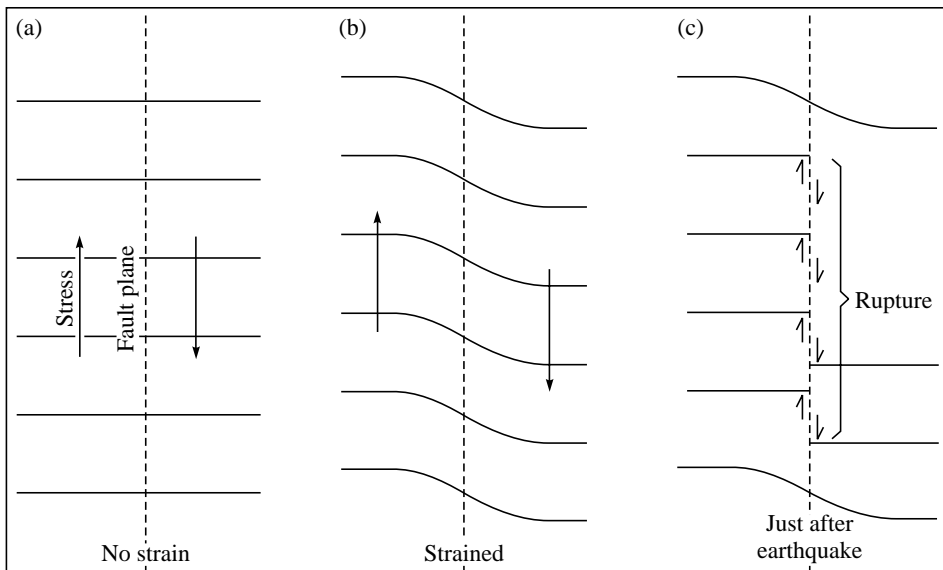 (a)
Stress
Fault plane
No strain
(b)
Strained
(c)
Rupture
Just after
earthquake